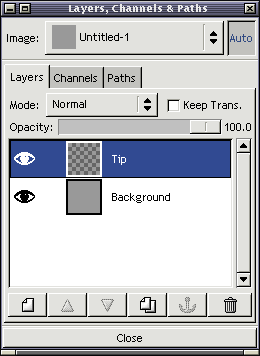 Layers, Channels & Paths
Image: Untitled-1 Auto
Layers Channels Paths
Mode: Normal Keep Trans.
Opacity: 100.0
Tip
Background
Close